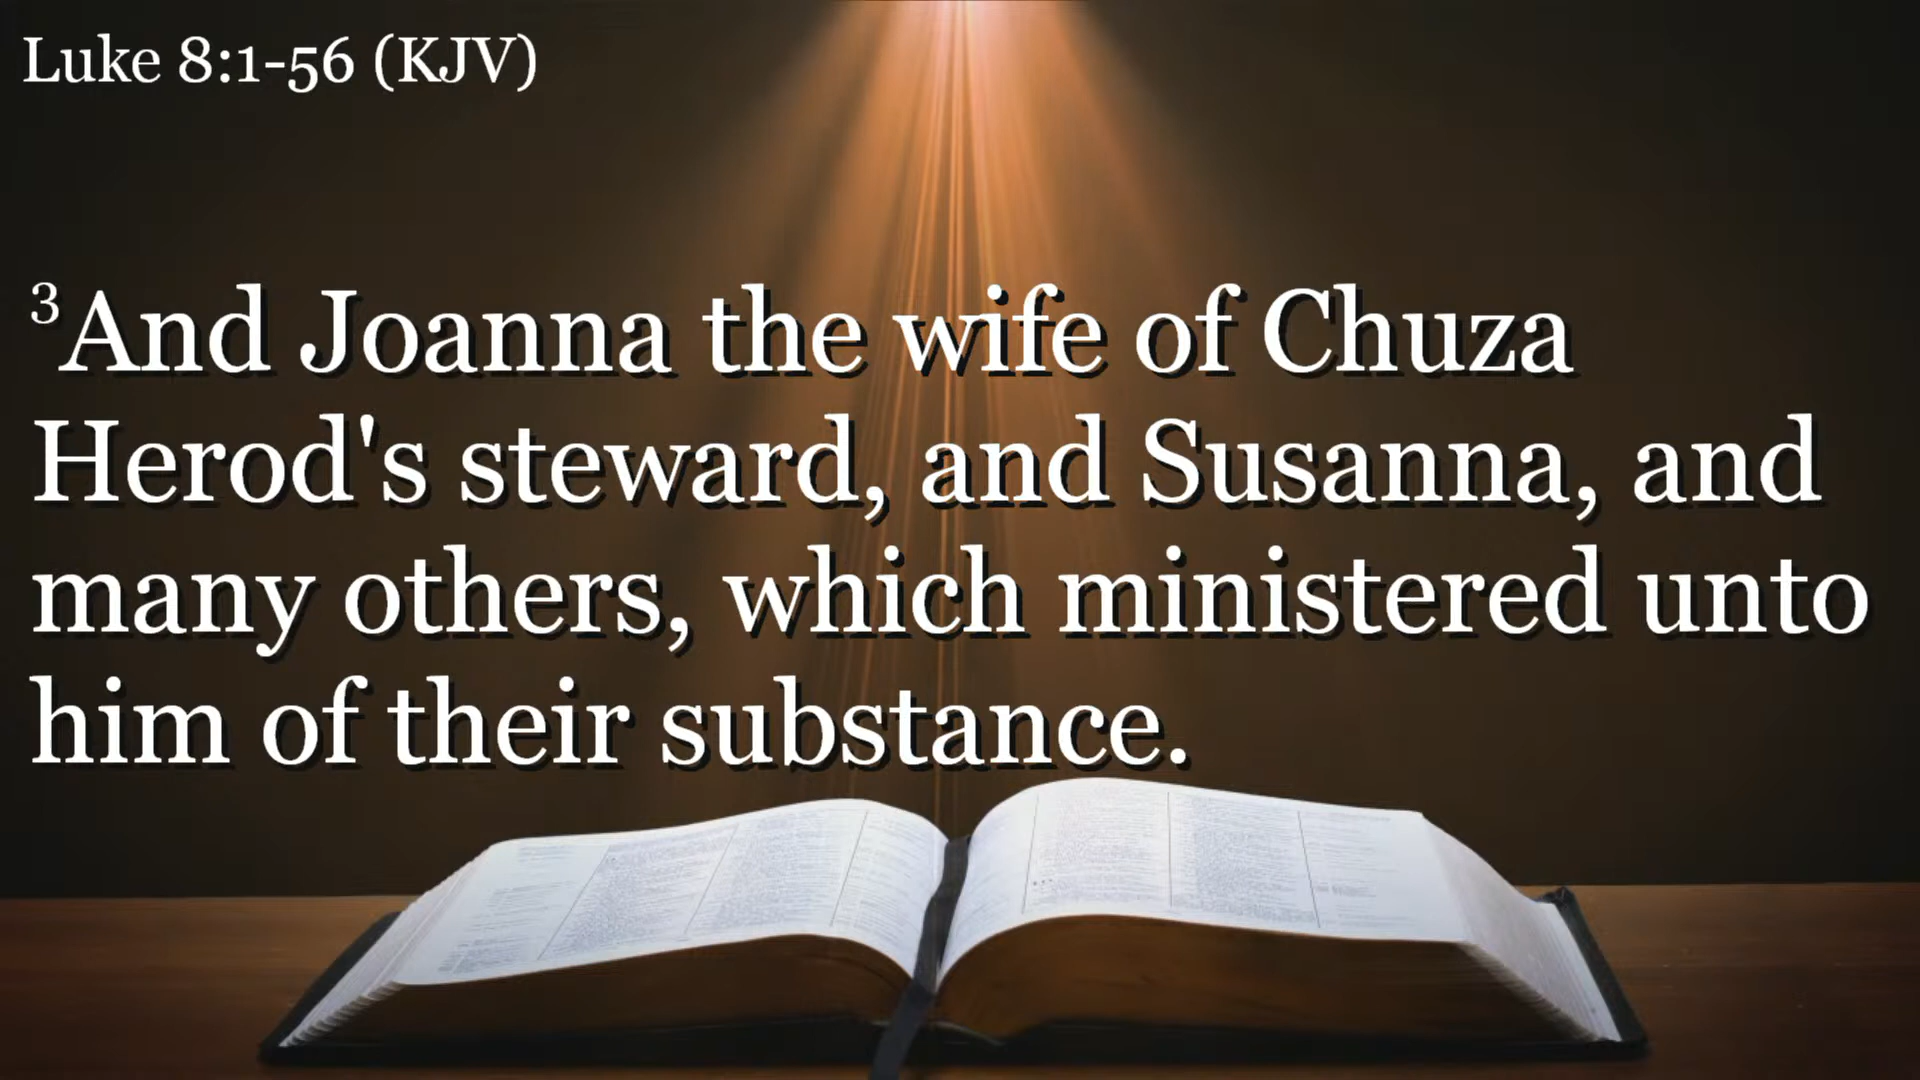 Luke 8:1-56 (KJV)
3And Joanna the wife of Chuza
Herod's steward, and Susanna, and
many others, which ministered unto
him of their substance.